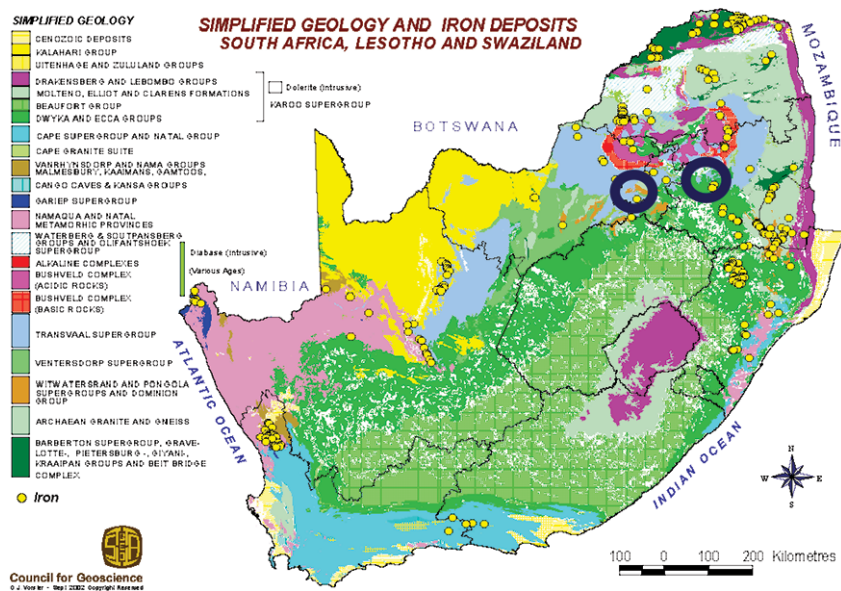 SIMPLIFIED GEOLOGY
SIMPLIFIED GEOLOGY AND IRON DEPOSITS
SOUTH AFRICA, LESOTHO AND SWAZILAND
CENOZOIC DEPOSITS
KALAHARI GROUP
UITENHAGE AND ZULULAND GROUPS
DRAKENSBERG AND LEBOMBO GROUPS
MOLTENO, ELLIOT AND CLARENS FORMATIONS
BEAUFORT GROUP
DWYKA AND ECCA GROUPS
Dolerite (Intrusive)
KAROO SUPERGROUP
CAPE SUPERGROUP AND NATAL GROUP
CAPE GRANITE SUITE
VANRHYNSDORP AND NAMA GROUPS
MALMESBURY, KAAIMANS, GAMTOOS,
CANGO CAVES & KANSA GROUPS
GARIEP SUPERGROUP
NAMAQUA AND NATAL
METAMORPHIC PROVINCES
WATERBERG & SOUTPANSBERG
GROUPS AND OLIFANTSHOEK
SUPERGROUP
ALKALINE COMPLEXES
BUSHVELD COMPLEX
(ACIDIC ROCKS)
BUSHVELD COMPLEX
(BASIC ROCKS)
Diabase (Intrusive)
(Various Ages)
TRANSVAAL SUPERGROUP
VENTERSDORP SUPERGROUP
WITWATERSRAND AND PONGOLA
SUPERGROUPS AND DOMINION
GROUP
ARCHAEAN GRANITE AND GNEISS
BARBERTON SUPERGROUP, GRAVE-
LOTTE-, PIETERSBURG-, GIYANI-,
KRAAIPAN GROUPS AND BEIT BRIDGE
COMPLEX
Iron
BOTSWANA
MOZAMBIQUE
NAMIBIA
ATLANTIC OCEAN
INDIAN OCEAN
N
W E
S
100 0 100 200 Kilometres
Council for Geoscience